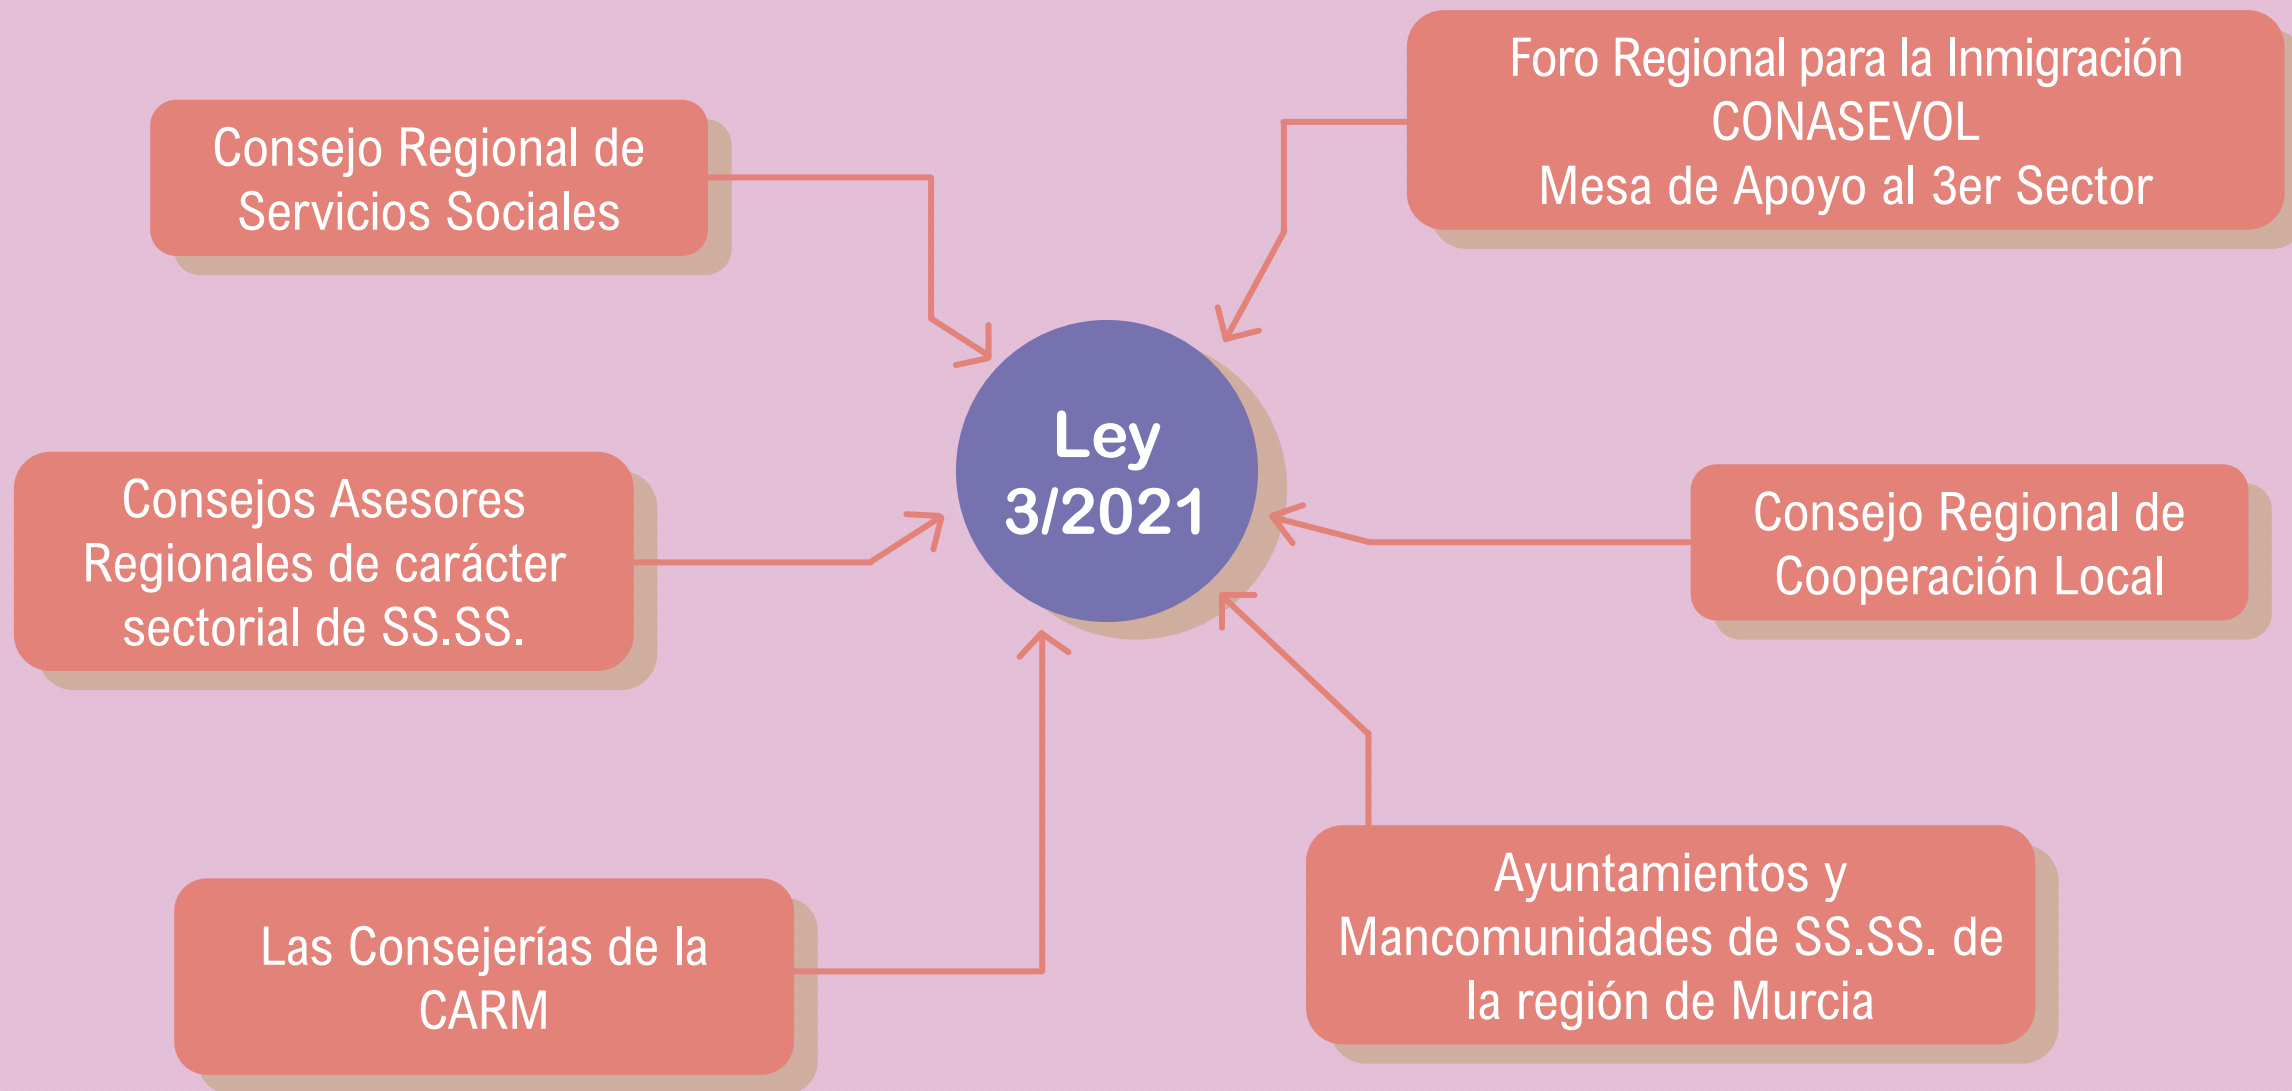 Consejo Regional de
Servicios Sociales
Foro Regional para la Inmigración
CONASEVOL
Mesa de Apoyo al 3er Sector
Ley
3/2021
Consejos Asesores
Regionales de carácter
sectorial de SS.SS.
Consejo Regional de
Cooperación Local
Las Consejerías de la
CARM
Ayuntamientos y
Mancomunidades de SS.SS. de
la región de Murcia